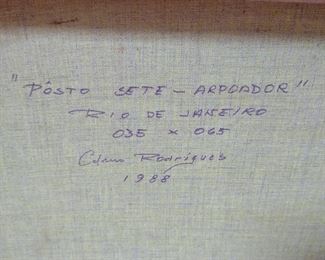 "PÔSTO SETE - ARPOADOR"
RIO DE JANEIRO
035 x 065
Rodrigues
1988